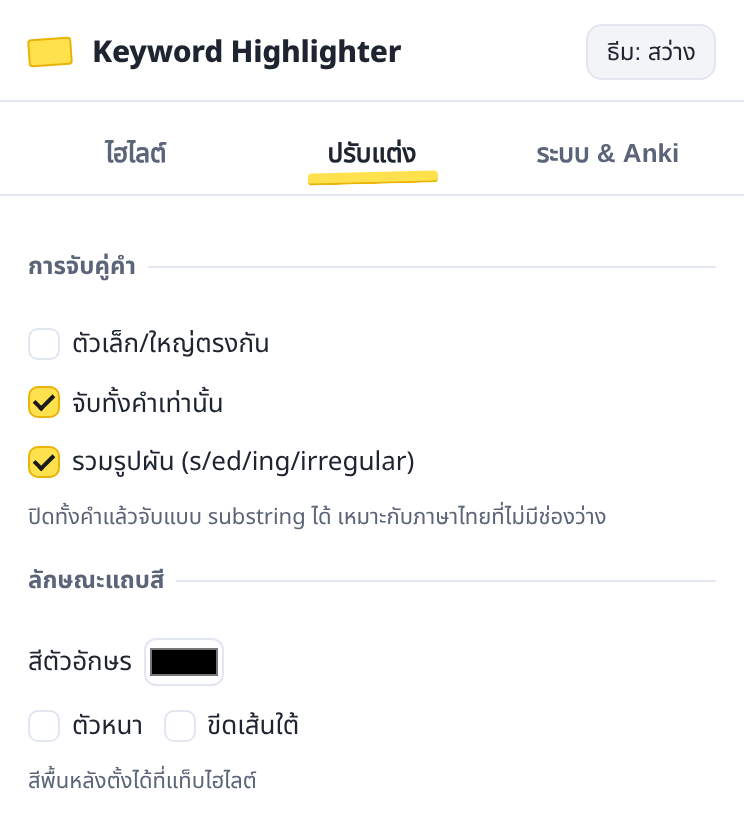 Keyword Highlighter
ธีม: สว่าง
ไฮไลต์
ปรับแต่ง
ระบบ & Anki
การจับคู่คำ
ตัวเล็ก/ใหญ่ตรงกัน
จับทั้งคำเท่านั้น
รวมรูปผัน (s/ed/ing/irregular)
ปิดทั้งคำแล้วจับแบบ substring ได้ เหมาะกับภาษาไทยที่ไม่มีช่องว่าง
ลักษณะแถบสี
สีตัวอักษร
ตัวหนา
ขีดเส้นใต้
สีพื้นหลังตั้งได้ที่แท็บไฮไลต์